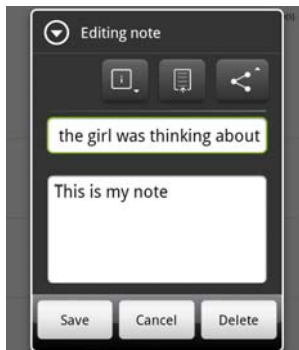 Editing note
the girl was thinking about
This is my note
Save
Cancel
Delete